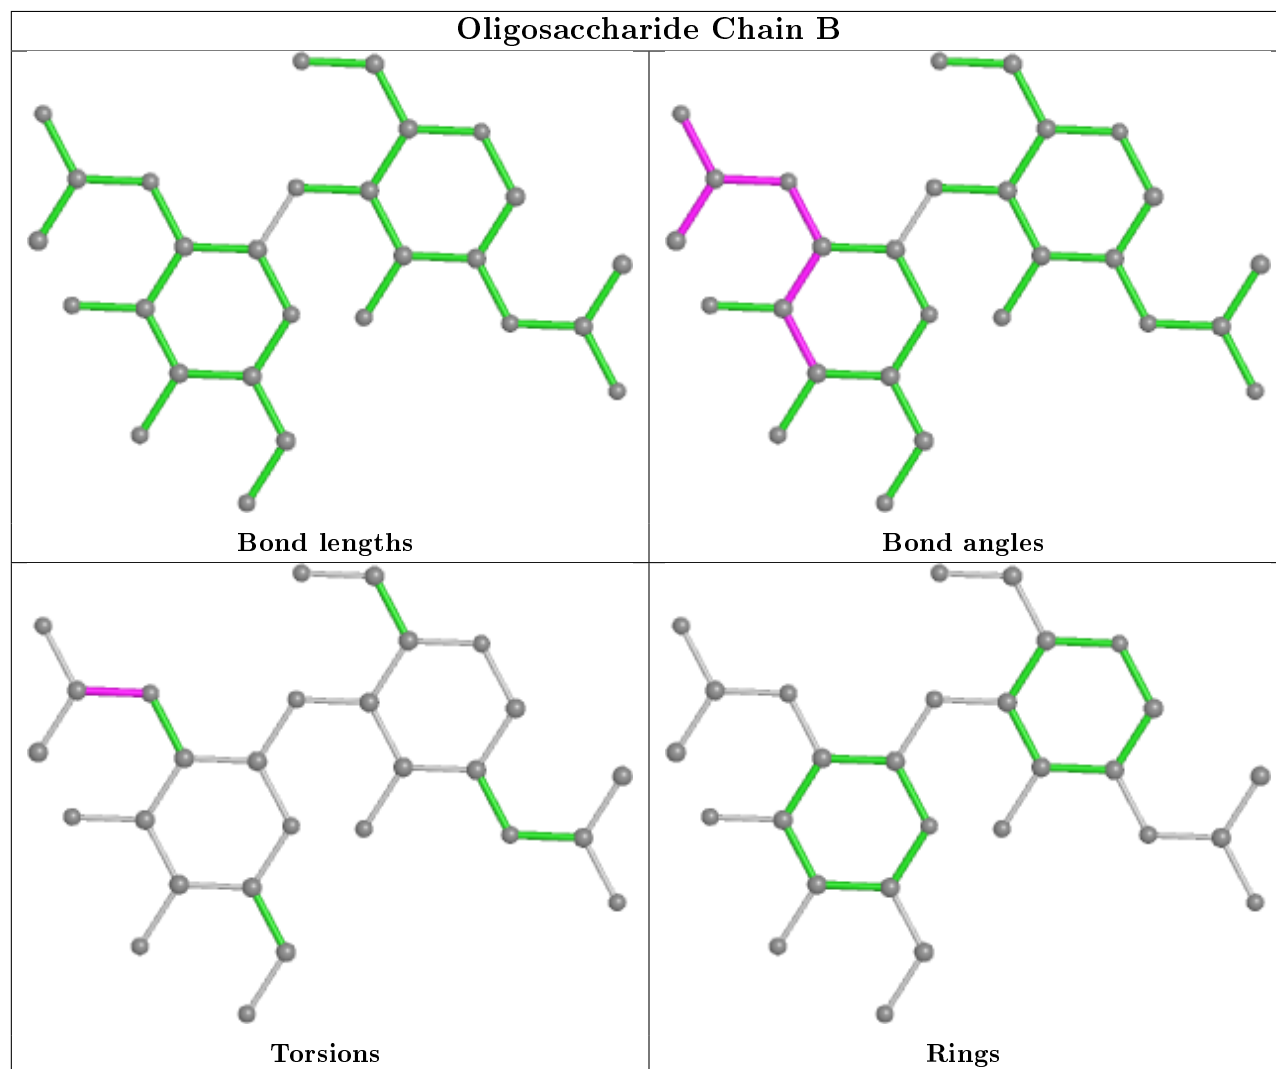 Oligosaccharide Chain B
Bond lengths
Bond angles
Torsions
Rings